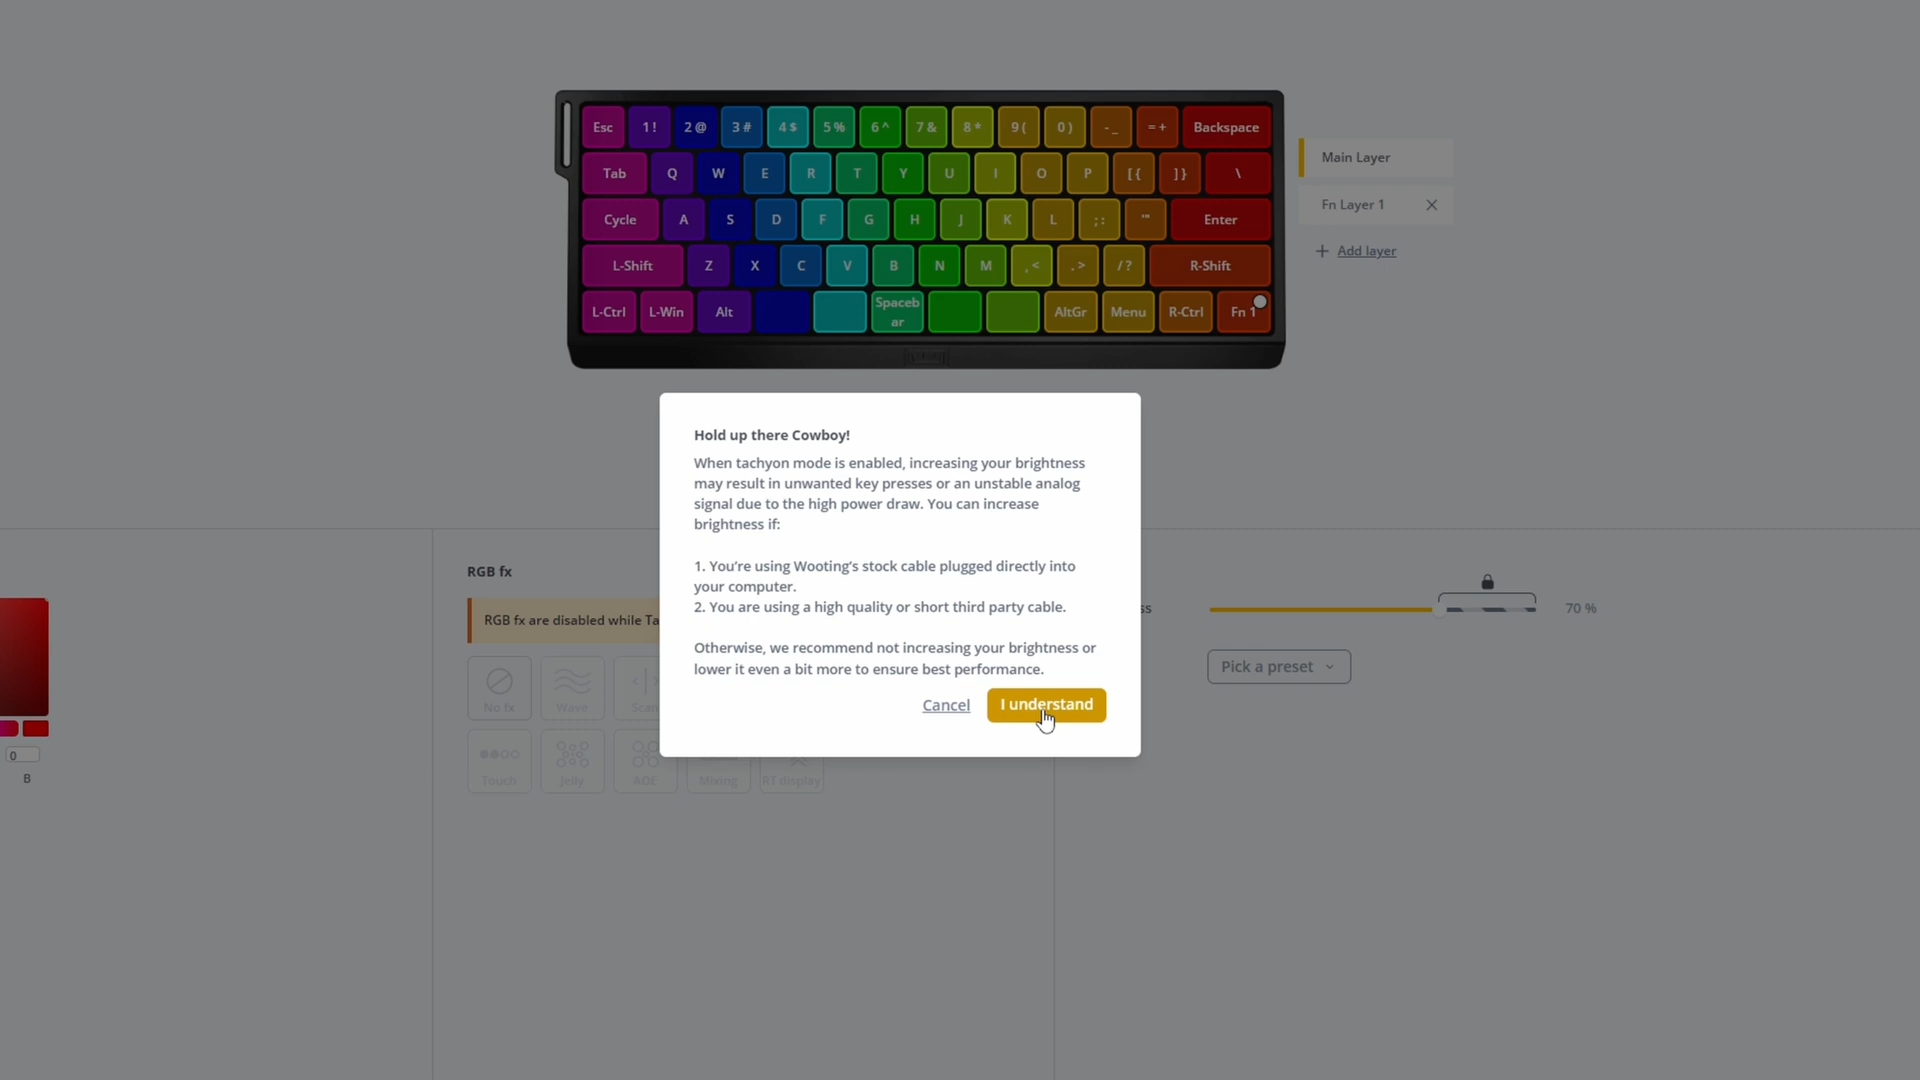 Esc 1 ! 2 @ 3 # 4 $ 5 % 6 ^ 7 & 8 * 9 ( 0 ) - _ = + Backspace
Tab Q W E R T Y U I O P [ { ] } \
Cycle A S D F G H J K L ; : ' " Enter
L-Shift Z X C V B N M , < . > / ? R-Shift
L-Ctrl L-Win Alt Spaceb
ar AltGr Menu R-Ctrl Fn 1
Main Layer
Fn Layer 1
Add layer
Hold up there Cowboy!
When tachyon mode is enabled, increasing your brightness
may result in unwanted key presses or an unstable analog
signal due to the high power draw. You can increase
brightness if:
1. You're using Wooting's stock cable plugged directly into
your computer.
2. You are using a high quality or short third party cable.
Otherwise, we recommend not increasing your brightness or
lower it even a bit more to ensure best performance.
Cancel I understand
0
B
RGB fx
RGB fx are disabled while Ta
No fx Wave Scan
Touch Jelly AOE Mixing RT display
ss 70 %
Pick a preset